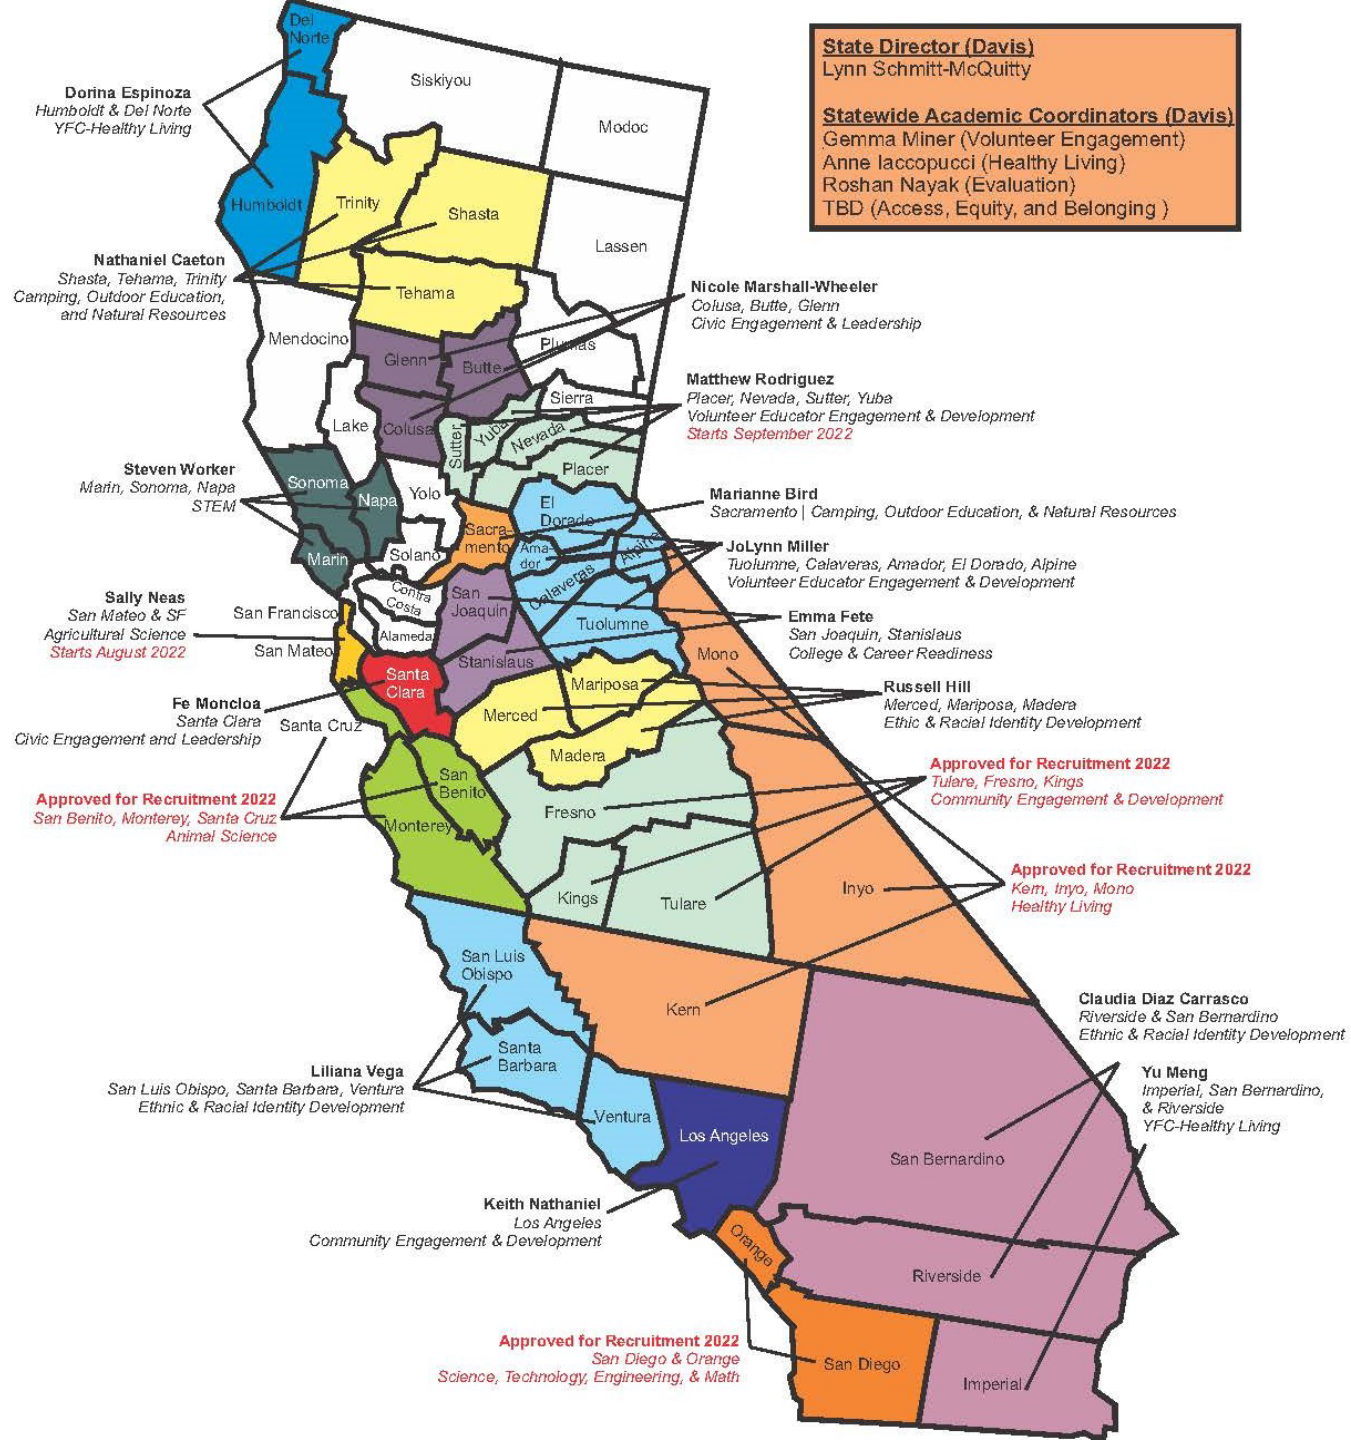 Del
Norte
Siskiyou
Modoc
State Director (Davis)
Lynn Schmitt-McQuitty
Statewide Academic Coordinators (Davis)
Gemma Miner (Volunteer Engagement)
Anne Iaccopucci (Healthy Living)
Roshan Nayak (Evaluation)
TBD (Access, Equity, and Belonging )
Dorina Espinoza
Humboldt & Del Norte
YFC-Healthy Living
Humboldt
Trinity
Shasta
Lassen
Nathaniel Caeton
Shasta, Tehama, Trinity
Camping, Outdoor Education,
and Natural Resources
Tehama
Nicole Marshall-Wheeler
Colusa, Butte, Glenn
Civic Engagement & Leadership
Mendocino
Glenn
Butte
Plumas
Matthew Rodriguez
Placer, Nevada, Sutter, Yuba
Volunteer Educator Engagement & Development
Starts September 2022
Sierra
Lake
Colusa
Sutter
Yuba
Nevada
Placer
Steven Worker
Marin, Sonoma, Napa
STEM
Sonoma
Napa
Yolo
Marin
Solano
Sacra-
mento
El
Dorado
Ama-
dor
Alpine
Calaveras
Marianne Bird
Sacramento | Camping, Outdoor Education, & Natural Resources
JoLynn Miller
Tuolumne, Calaveras, Amador, El Dorado, Alpine
Volunteer Educator Engagement & Development
Sally Neas
San Mateo & SF
Agricultural Science
Starts August 2022
San Francisco
San Mateo
Contra
Costa
Alameda
San
Joaquin
Stanislaus
Tuolumne
Mono
Emma Fete
San Joaquin, Stanislaus
College & Career Readiness
Fe Moncloa
Santa Clara
Civic Engagement and Leadership
Santa
Clara
Santa Cruz
Merced
Mariposa
Madera
Russell Hill
Merced, Mariposa, Madera
Ethic & Racial Identity Development
Approved for Recruitment 2022
San Benito, Monterey, Santa Cruz
Animal Science
San
Benito
Monterey
Fresno
Kings
Tulare
Inyo
Approved for Recruitment 2022
Tulare, Fresno, Kings
Community Engagement & Development
Approved for Recruitment 2022
Kern, Inyo, Mono
Healthy Living
San Luis
Obispo
Kern
Santa
Barbara
Liliana Vega
San Luis Obispo, Santa Barbara, Ventura
Ethnic & Racial Identity Development
Ventura
Los Angeles
San Bernardino
Claudia Diaz Carrasco
Riverside & San Bernardino
Ethnic & Racial Identity Development
Yu Meng
Imperial, San Bernardino,
& Riverside
YFC-Healthy Living
Keith Nathaniel
Los Angeles
Community Engagement & Development
Orange
Riverside
Approved for Recruitment 2022
San Diego & Orange
Science, Technology, Engineering, & Math
San Diego
Imperial